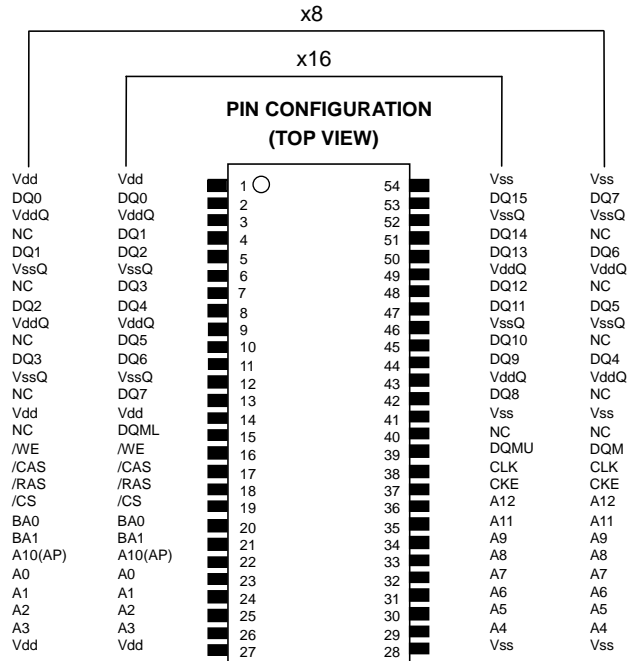 x8
x16
PIN CONFIGURATION
(TOP VIEW)
Vdd Vdd 1 54 Vss Vss
DQ0 DQ0 2 53 DQ15 DQ7
VddQ VddQ 3 52 VssQ VssQ
NC DQ1 4 51 DQ14 NC
DQ1 DQ2 5 50 DQ13 DQ6
VssQ VssQ 6 49 VddQ VddQ
NC DQ3 7 48 DQ12 NC
DQ2 DQ4 8 47 DQ11 DQ5
VddQ VddQ 9 46 VssQ VssQ
NC DQ5 10 45 DQ10 NC
DQ3 DQ6 11 44 DQ9 DQ4
VssQ VssQ 12 43 VddQ VddQ
NC DQ7 13 42 DQ8 NC
Vdd Vdd 14 41 Vss Vss
NC DQML 15 40 NC NC
/WE /WE 16 39 DQMU DQM
/CAS /CAS 17 38 CLK CLK
/RAS /RAS 18 37 CKE CKE
/CS /CS 19 36 A12 A12
BA0 BA0 20 35 A11 A11
BA1 BA1 21 34 A9 A9
A10(AP) A10(AP) 22 33 A8 A8
A0 A0 23 32 A7 A7
A1 A1 24 31 A6 A6
A2 A2 25 30 A5 A5
A3 A3 26 29 A4 A4
Vdd Vdd 27 28 Vss Vss